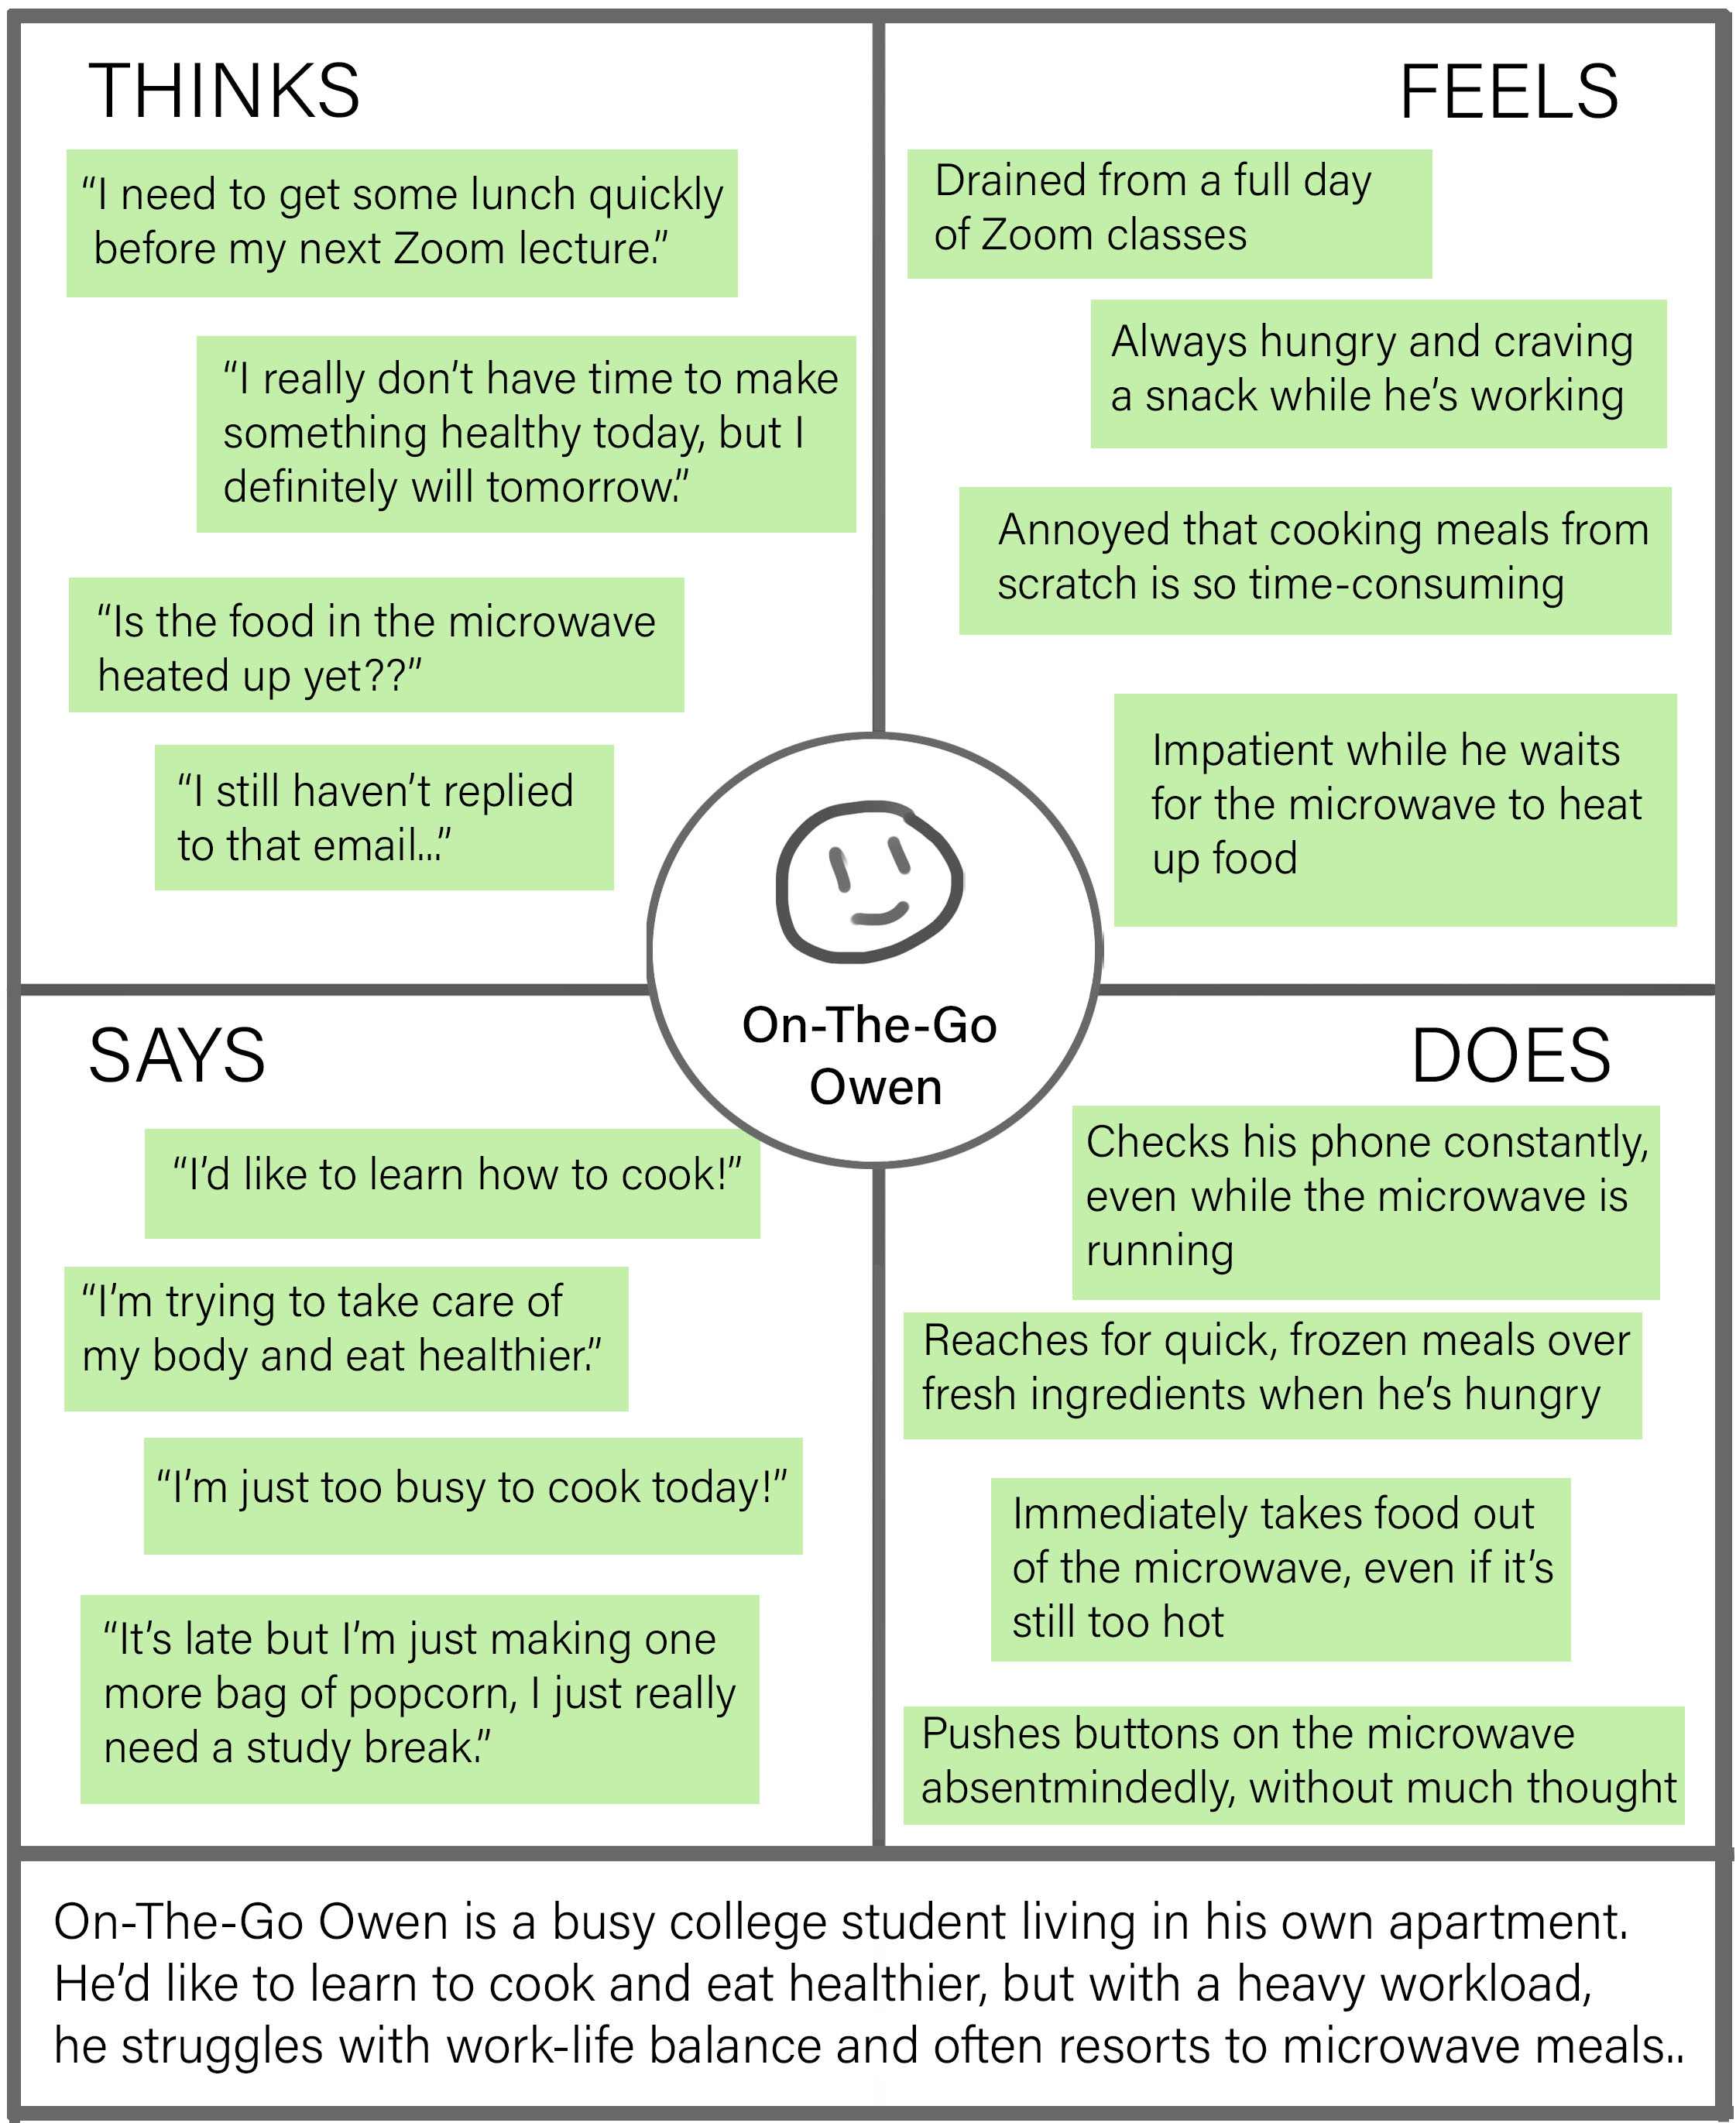 THINKS
“I need to get some lunch quickly
before my next Zoom lecture.”
“I really don’t have time to make
something healthy today, but I
definitely will tomorrow.”
“Is the food in the microwave
heated up yet??”
“I still haven’t replied
to that email...”
FEELS
Drained from a full day
of Zoom classes
Always hungry and craving
a snack while he’s working
Annoyed that cooking meals from
scratch is so time-consuming
Impatient while he waits
for the microwave to heat
up food
On-The-Go
Owen
SAYS
“I’d like to learn how to cook!”
“I’m trying to take care of
my body and eat healthier.”
“I’m just too busy to cook today!”
“It’s late but I’m just making one
more bag of popcorn, I just really
need a study break.”
DOES
Checks his phone constantly,
even while the microwave is
running
Reaches for quick, frozen meals over
fresh ingredients when he’s hungry
Immediately takes food out
of the microwave, even if it’s
still too hot
Pushes buttons on the microwave
absentmindedly, without much thought
On-The-Go Owen is a busy college student living in his own apartment.
He’d like to learn to cook and eat healthier, but with a heavy workload,
he struggles with work-life balance and often resorts to microwave meals..